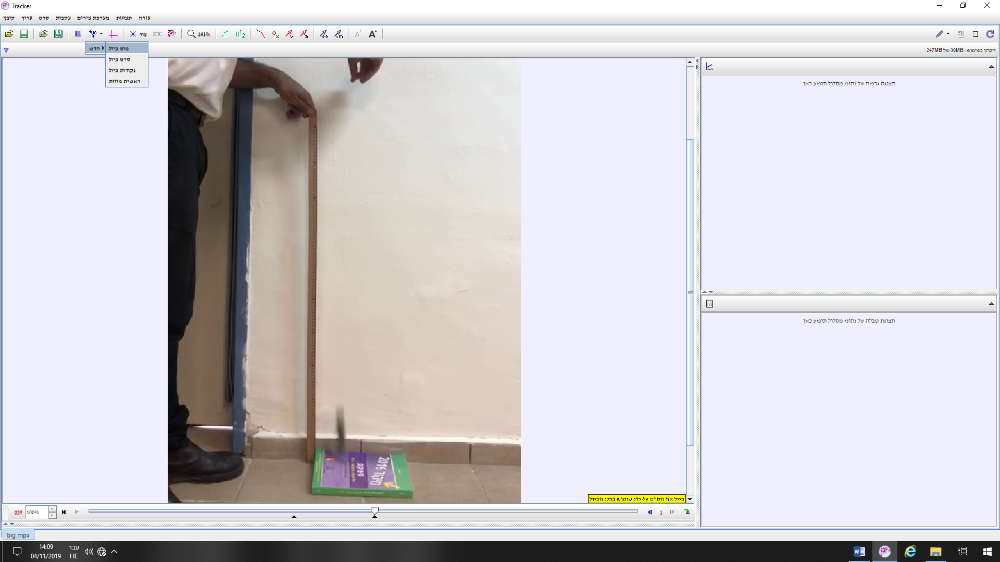 Tracker
קובץ ערוך סרט עקבות מערכת צירים תצוגות עזרה
צור 141%
חדש
מוט כיול
סרט כיול
נקודות כיול
ראשית מוזזת
זיכרון בשימוש : 30MB של 247MB
תצוגה גרפית של נתוני מסלול תופיע כאן
תצוגת טבלה של נתוני מסלול תופיע כאן
חיקוד 2016
כייל את הסרט על-ידי שימוש בכלי הכיול
039 100% 1
big.mp4
14:09
04/11/2019
עבר
HE